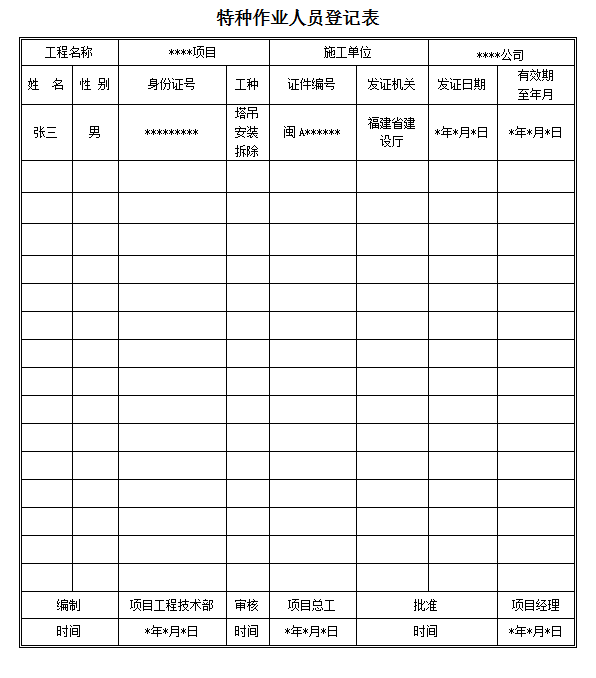 特种作业人员登记表
工程名称 ****项目 施工单位 ****公司
姓 名 性 别 身份证号 工种 证件编号 发证机关 发证日期 有效期
至年月
张三 男 ********* 塔吊
安装
拆除 闽A****** 福建省建
设厅 *年*月*日 *年*月*日
编制 项目工程技术部 审核 项目总工 批准 项目经理
时间 *年*月*日 时间 *年*月*日 时间 *年*月*日